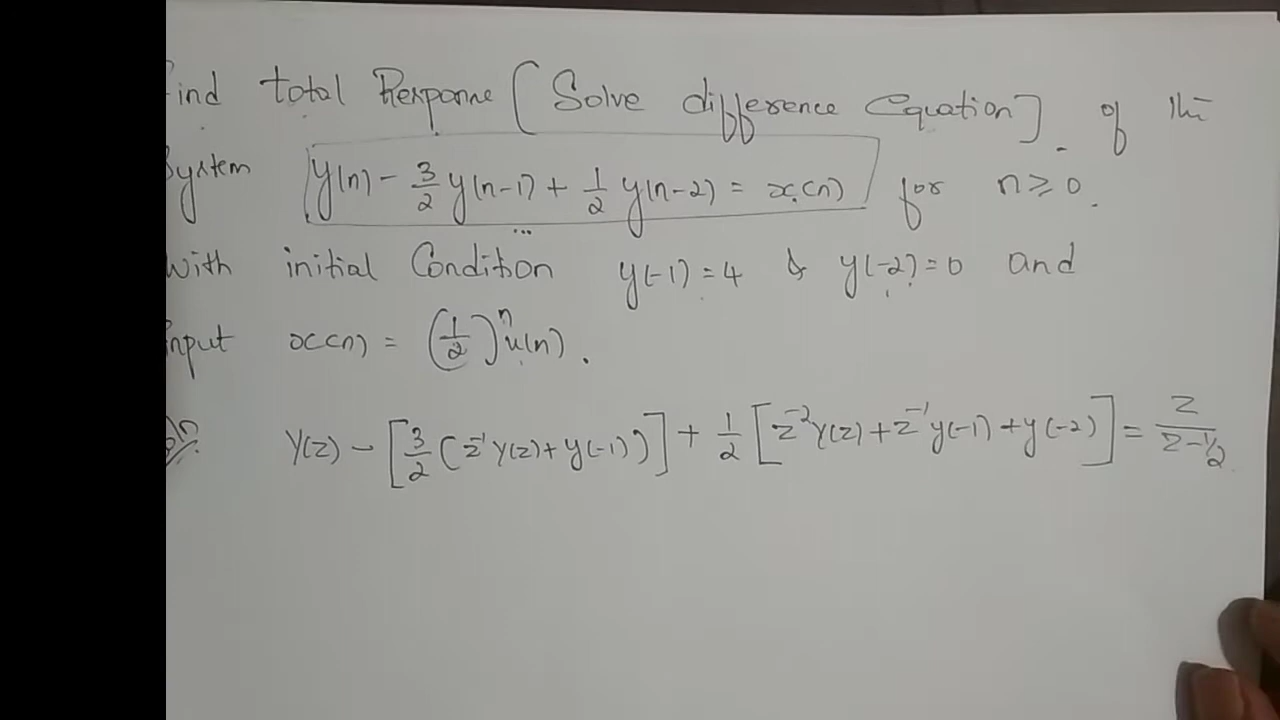 Find total Response [Solve difference Equation] of the
System y(n) - 3/2 y(n-1) + 1/2 y(n-2) = x(n) for n ≥ 0.
With initial Condition y(-1) = 4 & y(-2) = 0 and
Input x(n) = (1/2)^n u(n).
Y(z) - [3/2 (z^-1 Y(z) + y(-1))] + 1/2 [z^-2 Y(z) + z^-1 y(-1) + y(-2)] = z/(z - 1/2)